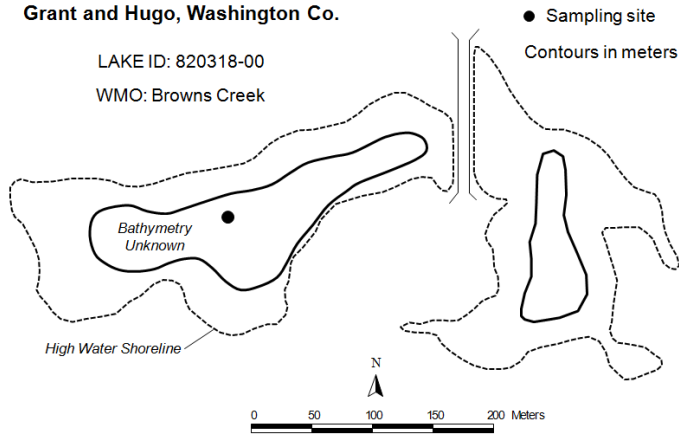 Grant and Hugo, Washington Co.
Sampling site
LAKE ID: 820318-00
Contours in meters
WMO: Browns Creek
Bathymetry
Unknown
High Water Shoreline
N
0 50 100 150 200 Meters